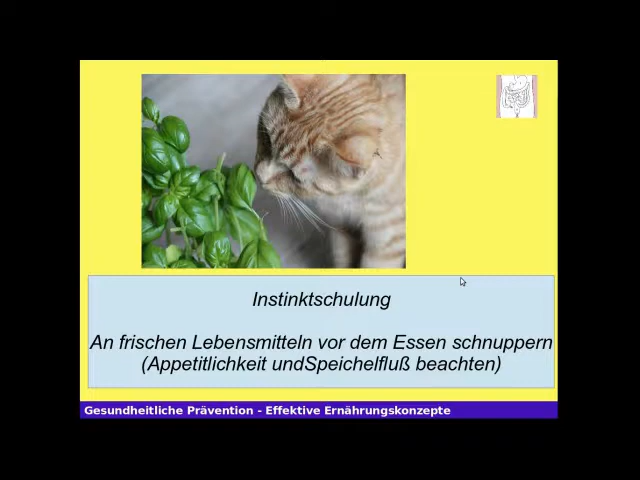 Instinktschulung
An frischen Lebensmitteln vor dem Essen schnuppern
(Appetitlichkeit undSpeichelfluß beachten)
Gesundheitliche Prävention - Effektive Ernährungskonzepte